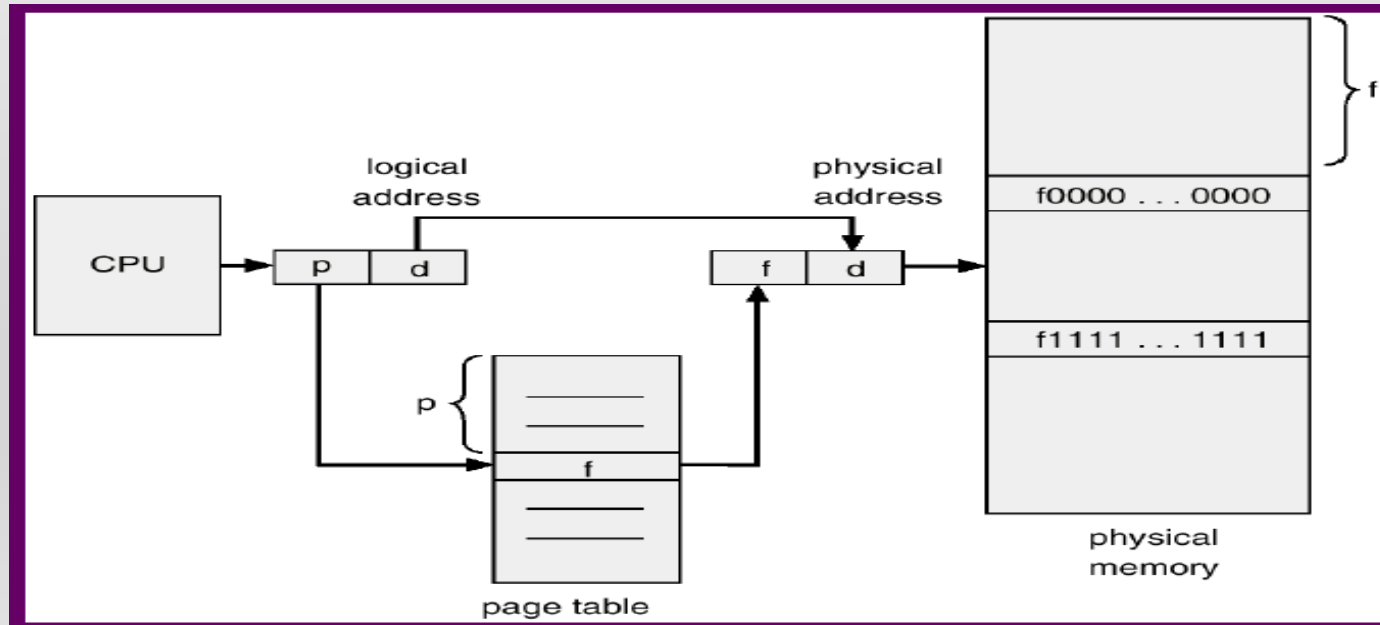 f
logical
address
physical
address
f0000 . . . 0000
CPU
p
d
f
d
f1111 . . . 1111
p
f
physical
memory
page table